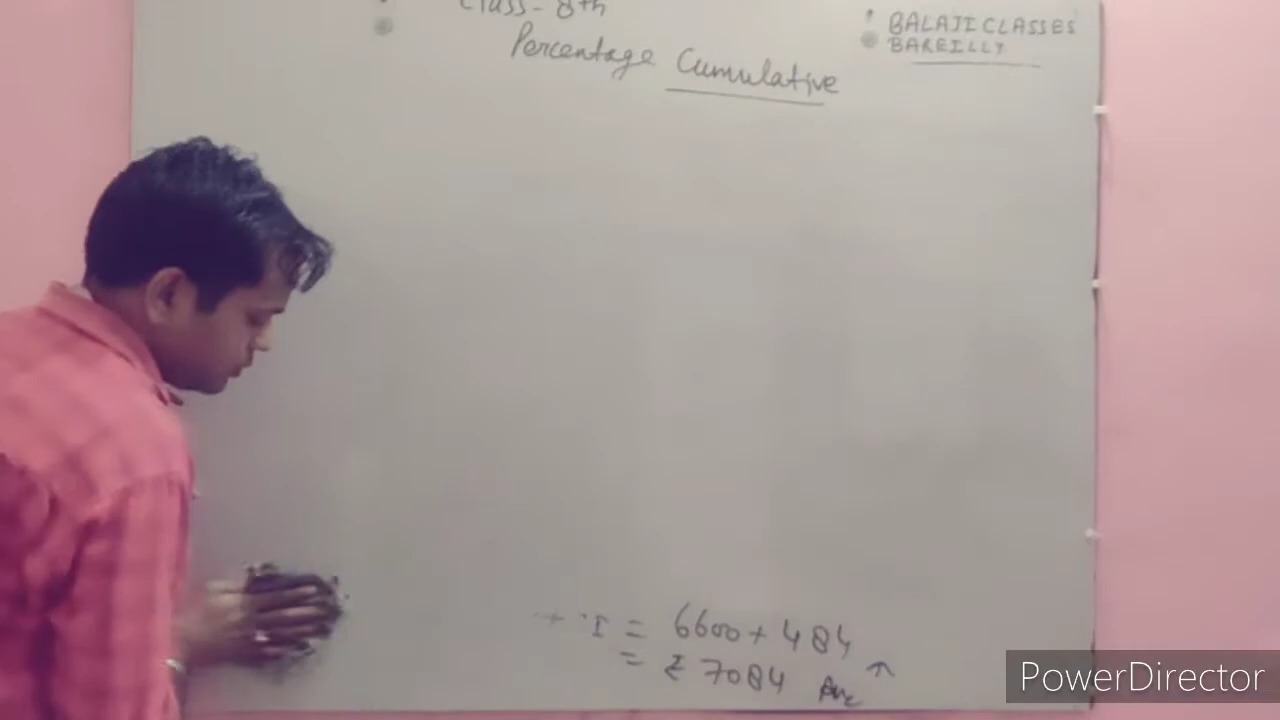 Class- 8th
BALAJI CLASSES
BAREILLY
Percentage Cumulative
I = 6600 + 484
= ₹ 7084 Ans
PowerDirector